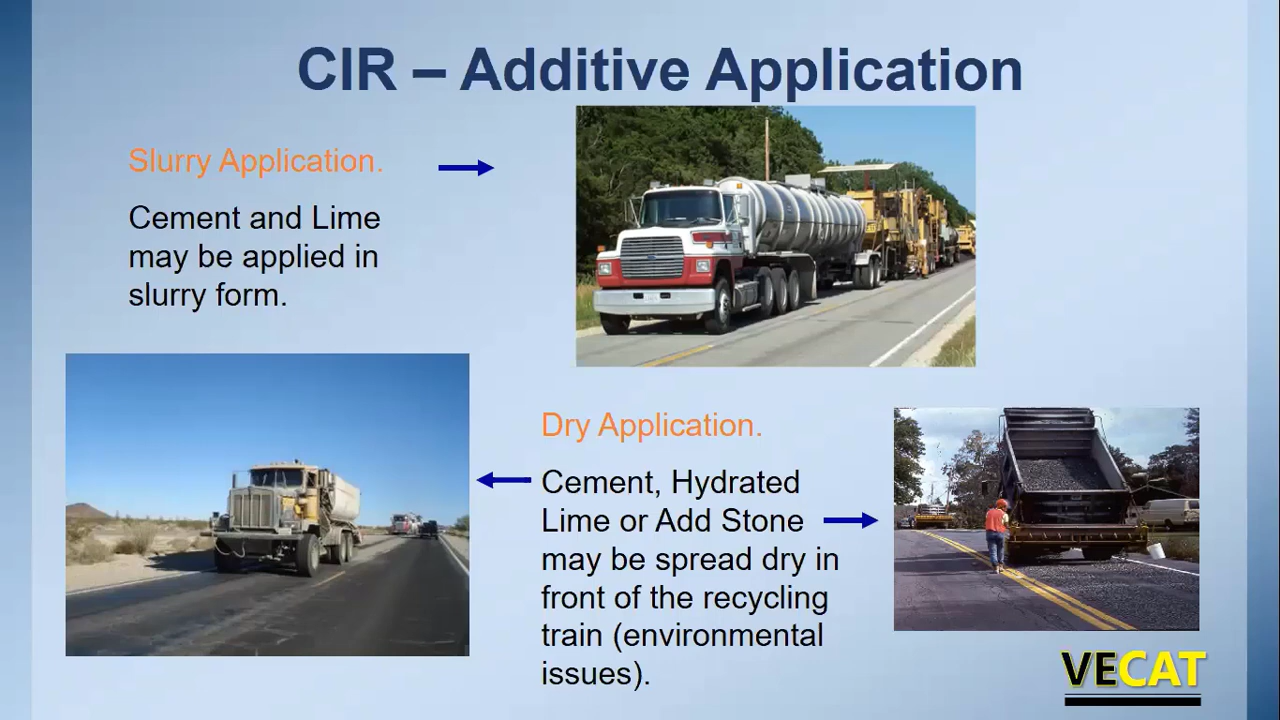 CIR – Additive Application
Slurry Application.
Cement and Lime
may be applied in
slurry form.
Dry Application.
Cement, Hydrated
Lime or Add Stone
may be spread dry in
front of the recycling
train (environmental
issues).
VECAT